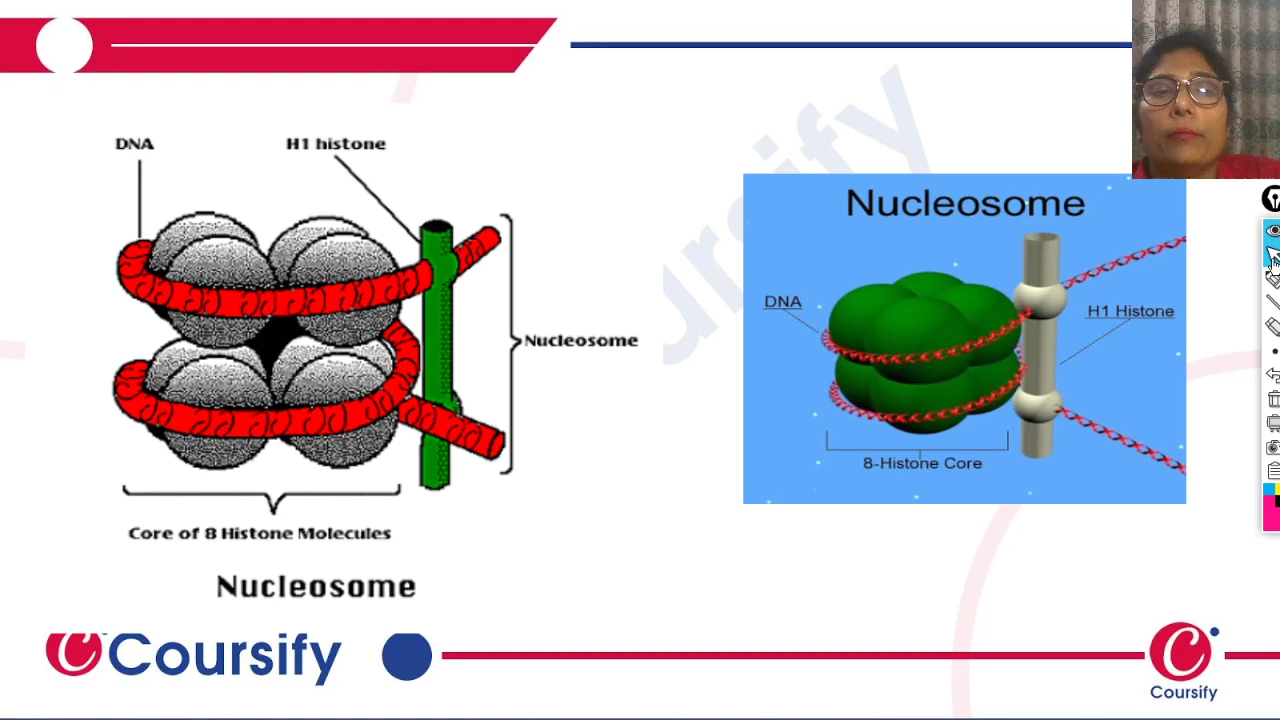 DNA
H1 histone
Nucleosome
Core of 8 Histone Molecules
Nucleosome
Nucleosome
DNA
H1 Histone
8-Histone Core
Coursify
Coursify